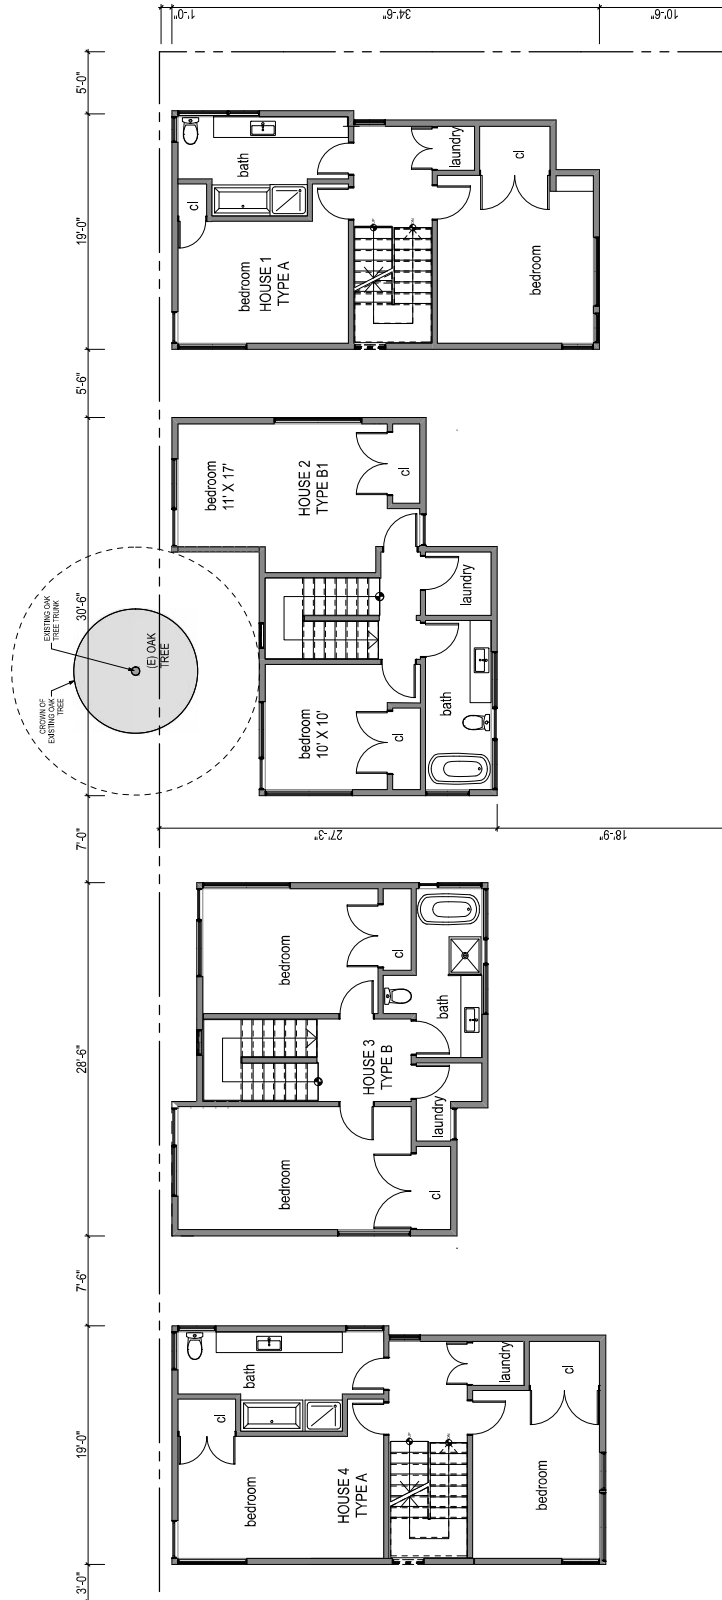 1'-0"
34'-6"
10'-6"
5'-0"
19'-0"
5'-6"
30'-6"
7'-0"
28'-6"
7'-6"
19'-0"
3'-0"
bath
cl
laundry
cl
bedroom
HOUSE 1
TYPE A
bedroom
bedroom
11' X 17'
HOUSE 2
TYPE B1
cl
laundry
bath
bedroom
10' X 10'
cl
EXISTING OAK
TREE TRUNK
(E) OAK
TREE
CROWN OF
EXISTING OAK
TREE
27'-3"
18'-9"
bedroom
cl
bath
HOUSE 3
TYPE B
laundry
bedroom
cl
bath
cl
laundry
cl
bedroom
HOUSE 4
TYPE A
bedroom